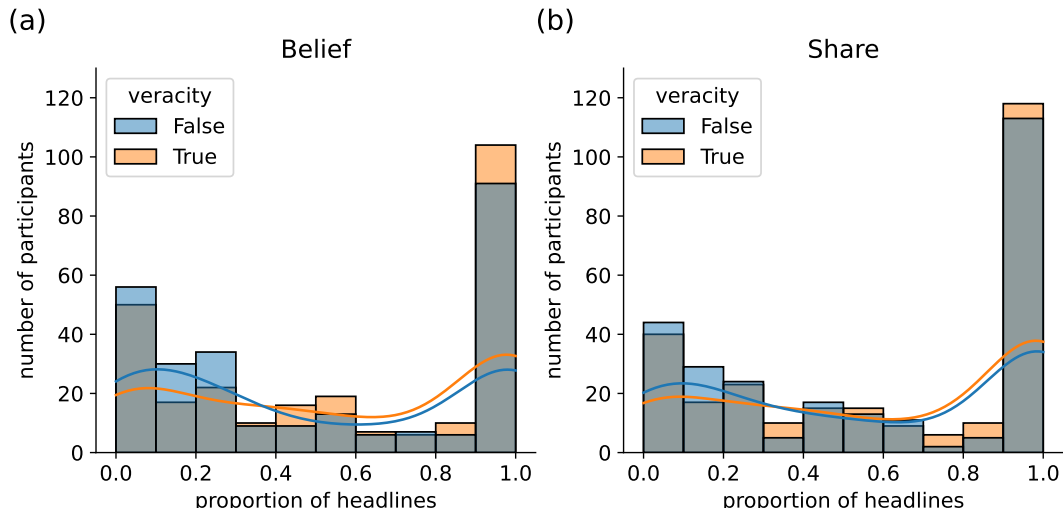 (a)
Belief
number of participants
120
100
80
60
40
20
0
veracity
False
True
0.0 0.2 0.4 0.6 0.8 1.0
proportion of headlines
(b)
Share
number of participants
120
100
80
60
40
20
0
veracity
False
True
0.0 0.2 0.4 0.6 0.8 1.0
proportion of headlines